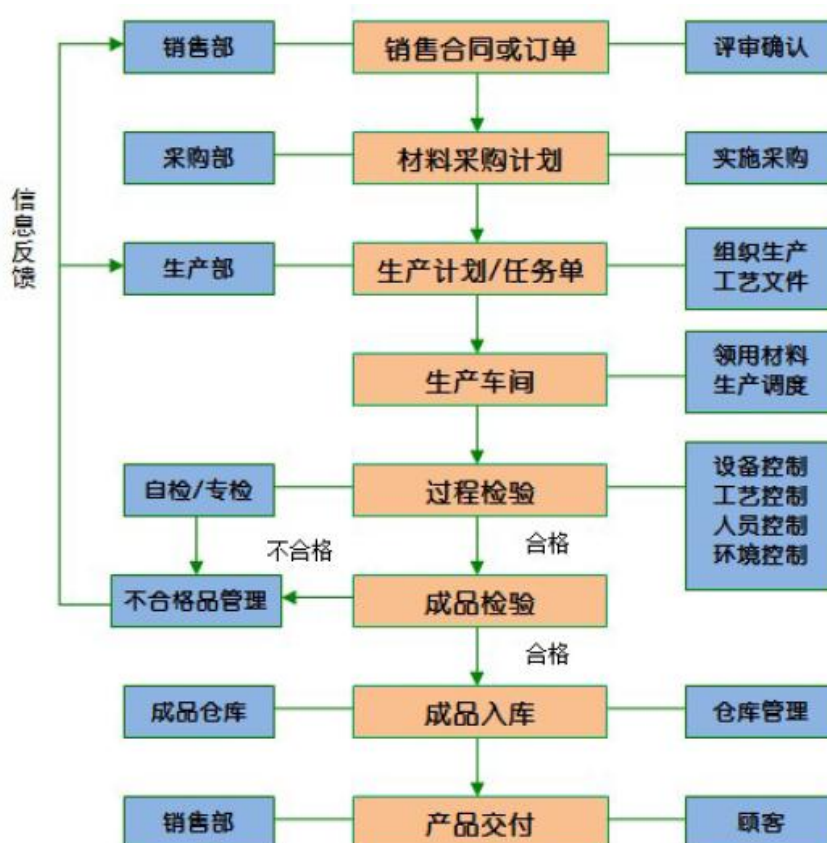 销售部
销售合同或订单
评审确认
采购部
材料采购计划
实施采购
信息反馈
生产部
生产计划/任务单
组织生产
工艺文件
生产车间
领用材料
生产调度
自检/专检
过程检验
设备控制
工艺控制
人员控制
环境控制
不合格
合格
不合格品管理
成品检验
合格
成品仓库
成品入库
仓库管理
销售部
产品交付
顾客